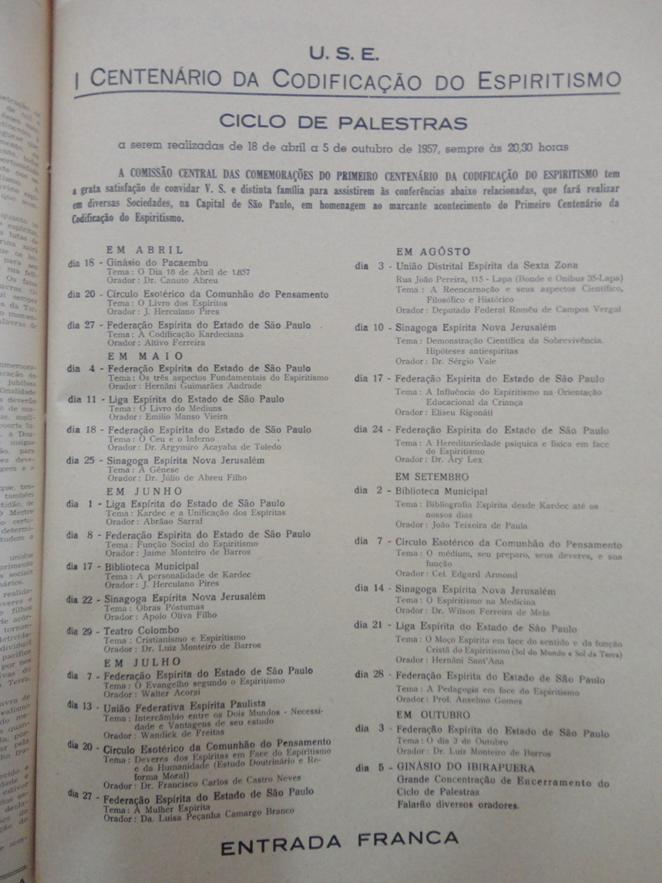 U. S. E.
I CENTENÁRIO DA CODIFICAÇÃO DO ESPIRITISMO
CICLO DE PALESTRAS
a serem realizadas de 18 de abril a 5 de outubro de 1957, sempre às 20,30 horas
A COMISSÃO CENTRAL DAS COMEMORAÇÕES DO PRIMEIRO CENTENÁRIO DA CODIFICAÇÃO DO ESPIRITISMO tem
a grata satisfação de convidar V. S. e distinta família para assistirem às conferências abaixo relacionadas, que fará realizar
em diversas Sociedades, na Capital de São Paulo, em homenagem ao marcante acontecimento do Primeiro Centenário da
Codificação do Espiritismo.
EM ABRIL
dia 18 - Ginásio do Pacaembu
Tema : O Dia 18 de Abril de 1.857
Orador : Dr. Canuto Abreu
dia 20 - Círculo Esotérico da Comunhão do Pensamento
Tema : O Livro dos Espíritos
Orador : J. Herculano Pires
dia 27 - Federação Espírita do Estado de São Paulo
Tema : A Codificação Kardeciana
Orador : Altivo Ferreira
EM MAIO
dia 4 - Federação Espírita do Estado de São Paulo
Tema : Os três aspectos Fundamentais do Espiritismo
Orador : Hernâni Guimarães Andrade
dia 11 - Liga Espírita do Estado de São Paulo
Tema : O Livro do Mediuns
Orador : Emílio Manso Vieira
dia 18 - Federação Espírita do Estado de São Paulo
Tema : O Ceu e o Inferno
Orador : Dr. Argymiro Acayaba de Toledo
dia 25 - Sinagoga Espírita Nova Jerusalém
Tema : A Gênese
Orador : Dr. Júlio de Abreu Filho
EM JUNHO
dia 1 - Liga Espírita do Estado de São Paulo
Tema : Kardec e a Unificação dos Espíritas
Orador : Abrãao Sarraf
dia 8 - Federação Espírita do Estado de São Paulo
Tema : Função Social do Espiritismo
Orador : Jaime Monteiro de Barros
dia 17 - Biblioteca Municipal
Tema : A personalidade de Kardec
Orador : J. Herculano Pires
dia 22 - Sinagoga Espírita Nova Jerusalém
Tema : Obras Póstumas
Orador : Apolo Oliva Filho
dia 29 - Teatro Colombo
Tema : Cristianismo e Espiritismo
Orador : Dr. Luiz Monteiro de Barros
EM JULHO
dia 7 - Federação Espírita do Estado de São Paulo
Tema : O Evangelho segundo o Espiritismo
Orador : Walter Acorsi
dia 13 - União Federativa Espírita Paulista
Tema : Intercâmbio entre os Dois Mundos - Necessi-
dade e Vantagens de seu estudo
Orador : Wandick de Freitas
dia 20 - Círculo Esotérico da Comunhão do Pensamento
Tema : Deveres dos Espíritas em Face do Espiritismo
e da Humanidade (Estudo Doutrinário e Re-
forma Moral)
Orador : Dr. Francisco Carlos de Castro Neves
dia 27 - Federação Espírita do Estado de São Paulo
Tema : A Mulher Espírita
Orador : Da. Luisa Peçanha Camargo Branco
EM AGÔSTO
dia 3 - União Distrital Espírita da Sexta Zona
Rua João Pereira, 115 - Lapa (Bonde e Onibus 35-Lapa)
Tema : A Reencarnação e seus aspectos Científico,
Filosófico e Histórico
Orador : Deputado Federal Romêu de Campos Vergal
dia 10 - Sinagoga Espírita Nova Jerusalém
Tema : Demonstração Científica da Sobrevivência.
Hipóteses antiespíritas
Orador : Dr. Sérgio Vale
dia 17 - Federação Espírita do Estado de São Paulo
Tema : A Influência do Espiritismo na Orientação
Educacional da Criança
Orador : Eliseu Rigonáti
dia 24 - Federação Espírita do Estado de São Paulo
Tema : A Hereditariedade psíquica e física em face
do Espiritismo
Orador : Dr. Ary Lex
EM SETEMBRO
dia 2 - Biblioteca Municipal
Tema : Bibliografia Espírita desde Kardec até os
nossos dias
Orador : João Teixeira de Paula
dia 7 - Círculo Esotérico da Comunhão do Pensamento
Tema : O médium, seu preparo, seus deveres, e sua
função
Orador : Cel. Edgard Armond
dia 14 - Sinagoga Espírita Nova Jerusalém
Tema : O Espiritismo na Medicina
Orador : Dr. Wilson Ferreira de Melo
dia 21 - Liga Espírita do Estado de São Paulo
Tema : O Moço Espírita em face do sentido e da função
Cristã do Espiritismo (Sol do Mundo e Sal da Terra)
Orador : Hernâni Sant'Ana
dia 28 - Federação Espírita do Estado de São Paulo
Tema : A Pedagogia em face do Espiritismo
Orador : Prof. Anselmo Gomes
EM OUTUBRO
dia 3 - Federação Espírita do Estado de São Paulo
Tema : O dia 3 de Outubro
Orador : Dr. Luis Monteiro de Barros
dia 5 - GINÁSIO DO IBIRAPUERA
Grande Concentração de Encerramento do
Ciclo de Palestras
Falarão diversos oradores.
ENTRADA FRANCA